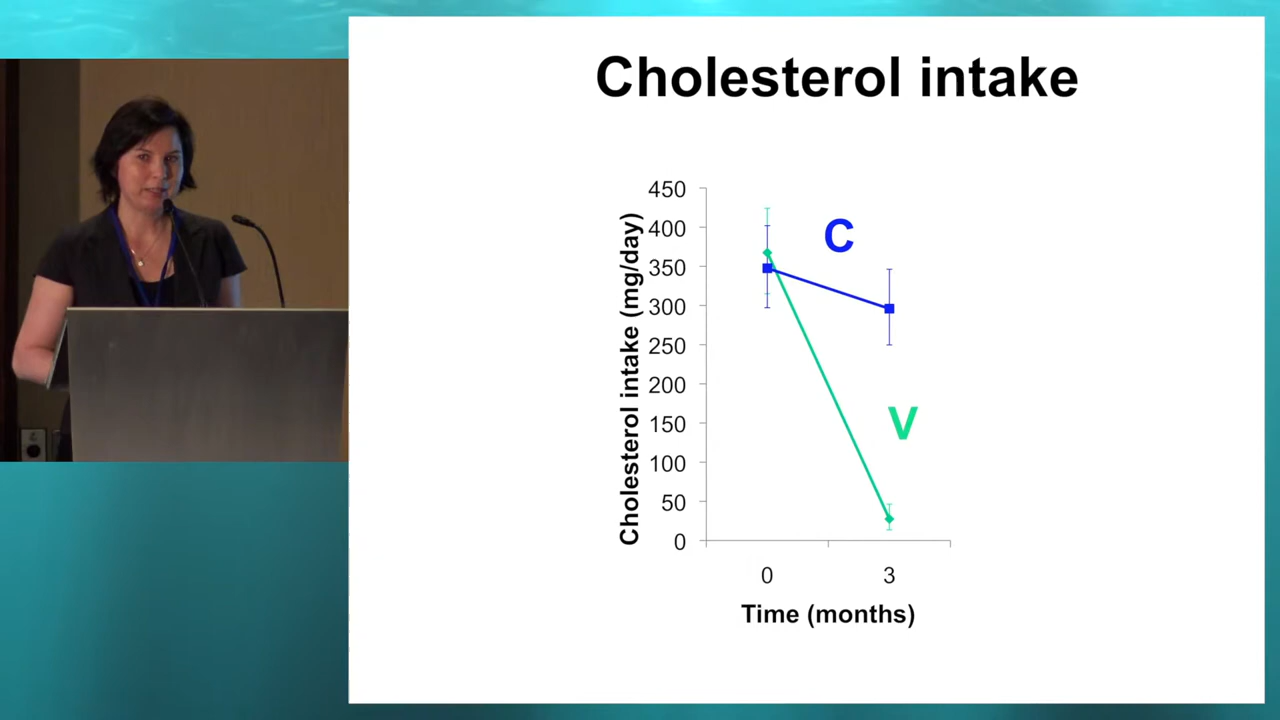 Cholesterol intake
Cholesterol intake (mg/day)
450
400
350
300
250
200
150
100
50
0
C
V
0 3
Time (months)